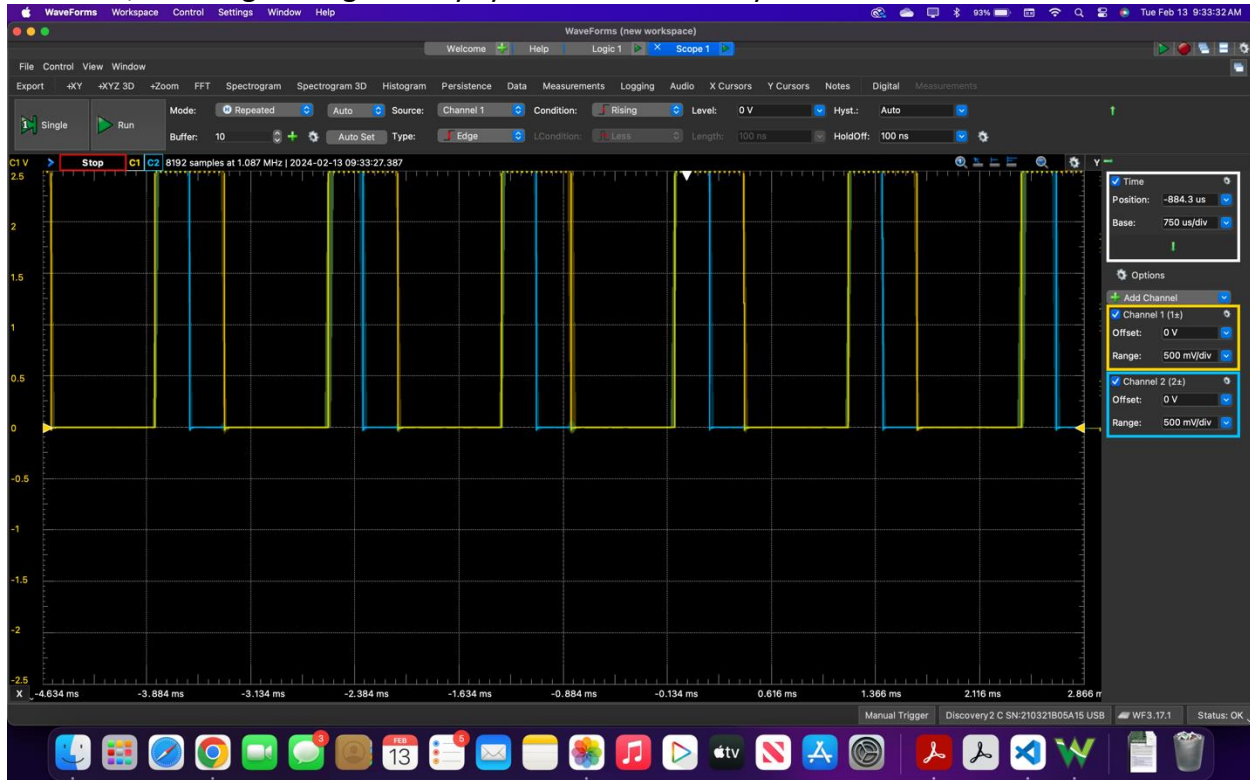 WaveForms Workspace Control Settings Window Help 93% Tue Feb 13 9:33:32 AM
WaveForms (new workspace)
Welcome Help Logic 1 Scope 1
File Control View Window
Export +XY +XYZ 3D +Zoom FFT Spectrogram Spectrogram 3D Histogram Persistence Data Measurements Logging Audio X Cursors Y Cursors Notes Digital Measurements
Single Run Mode: Repeated Auto Source: Channel 1 Condition: Rising Level: 0 V Hyst.: Auto
Buffer: 10 Auto Set Type: Edge LCondition: Less Length: 100 ns HoldOff: 100 ns
C1 V Stop C1 C2 8192 samples at 1.087 MHz | 2024-02-13 09:33:27.387 Y
2.5
2
1.5
1
0.5
0
-0.5
-1
-1.5
-2
-2.5
X -4.634 ms -3.884 ms -3.134 ms -2.384 ms -1.634 ms -0.884 ms -0.134 ms 0.616 ms 1.366 ms 2.116 ms 2.866 m
Time
Position: -884.3 us
Base: 750 us/div
Options
Add Channel
Channel 1 (1±)
Offset: 0 V
Range: 500 mV/div
Channel 2 (2±)
Offset: 0 V
Range: 500 mV/div
Manual Trigger Discovery2 C SN:210321B05A15 USB WF3.17.1 Status: OK
3 FEB 13 5 tv